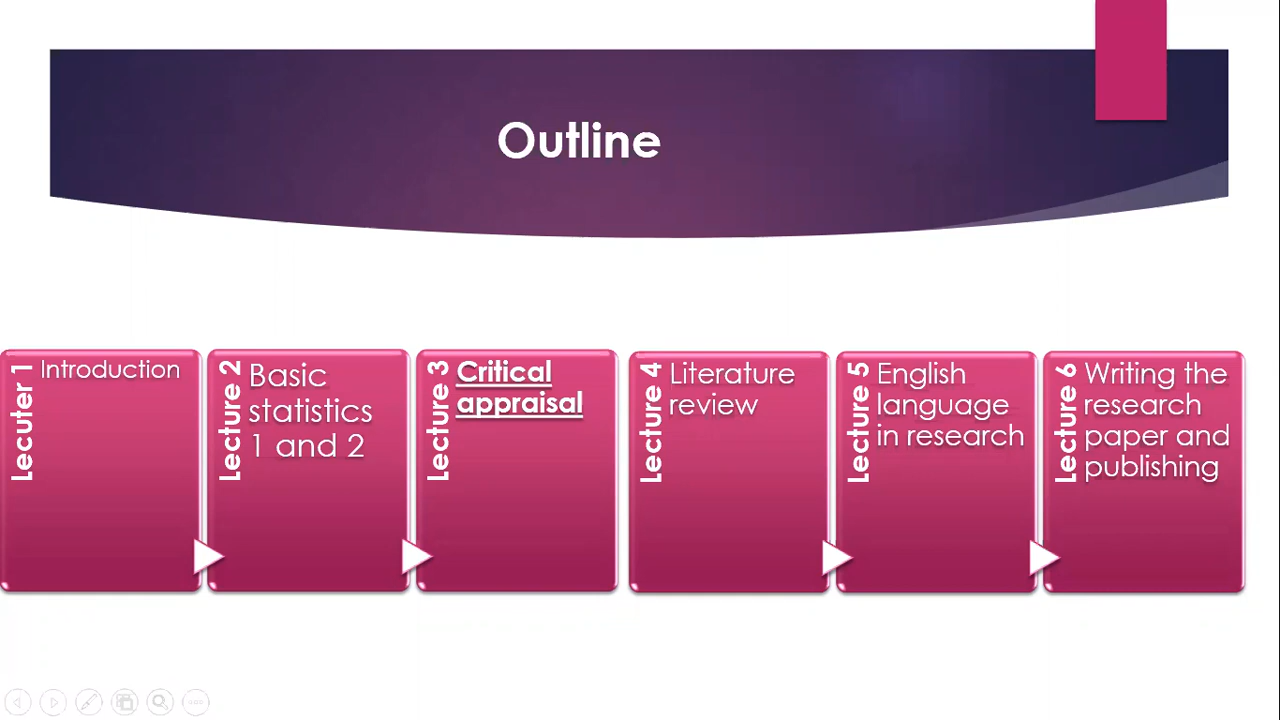 Outline
Lecuter 1
Introduction
Lecture 2
Basic
statistics
1 and 2
Lecture 3
Critical
appraisal
Lecture 4
Literature
review
Lecture 5
English
language
in research
Lecture 6
Writing the
research
paper and
publishing